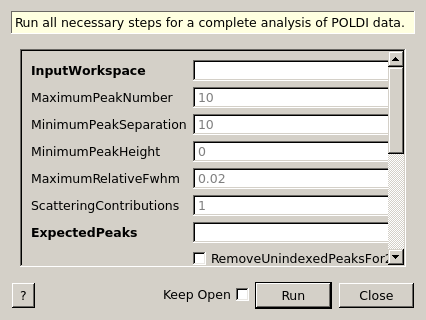 Run all necessary steps for a complete analysis of POLDI data.
InputWorkspace
MaximumPeakNumber 10
MinimumPeakSeparation 10
MinimumPeakHeight 0
MaximumRelativeFwhm 0.02
ScatteringContributions 1
ExpectedPeaks
RemoveUnindexedPeaksFor2
? Keep Open Run Close